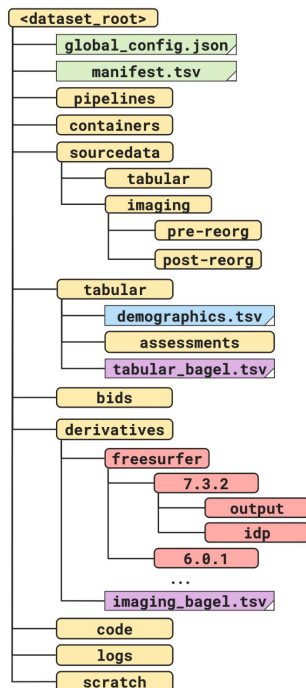 <dataset_root>
global_config.json
manifest.tsv
pipelines
containers
sourcedata
tabular
imaging
pre-reorg
post-reorg
tabular
demographics.tsv
assessments
tabular_bagel.tsv
bids
derivatives
freesurfer
7.3.2
output
idp
6.0.1
...
imaging_bagel.tsv
code
logs
scratch